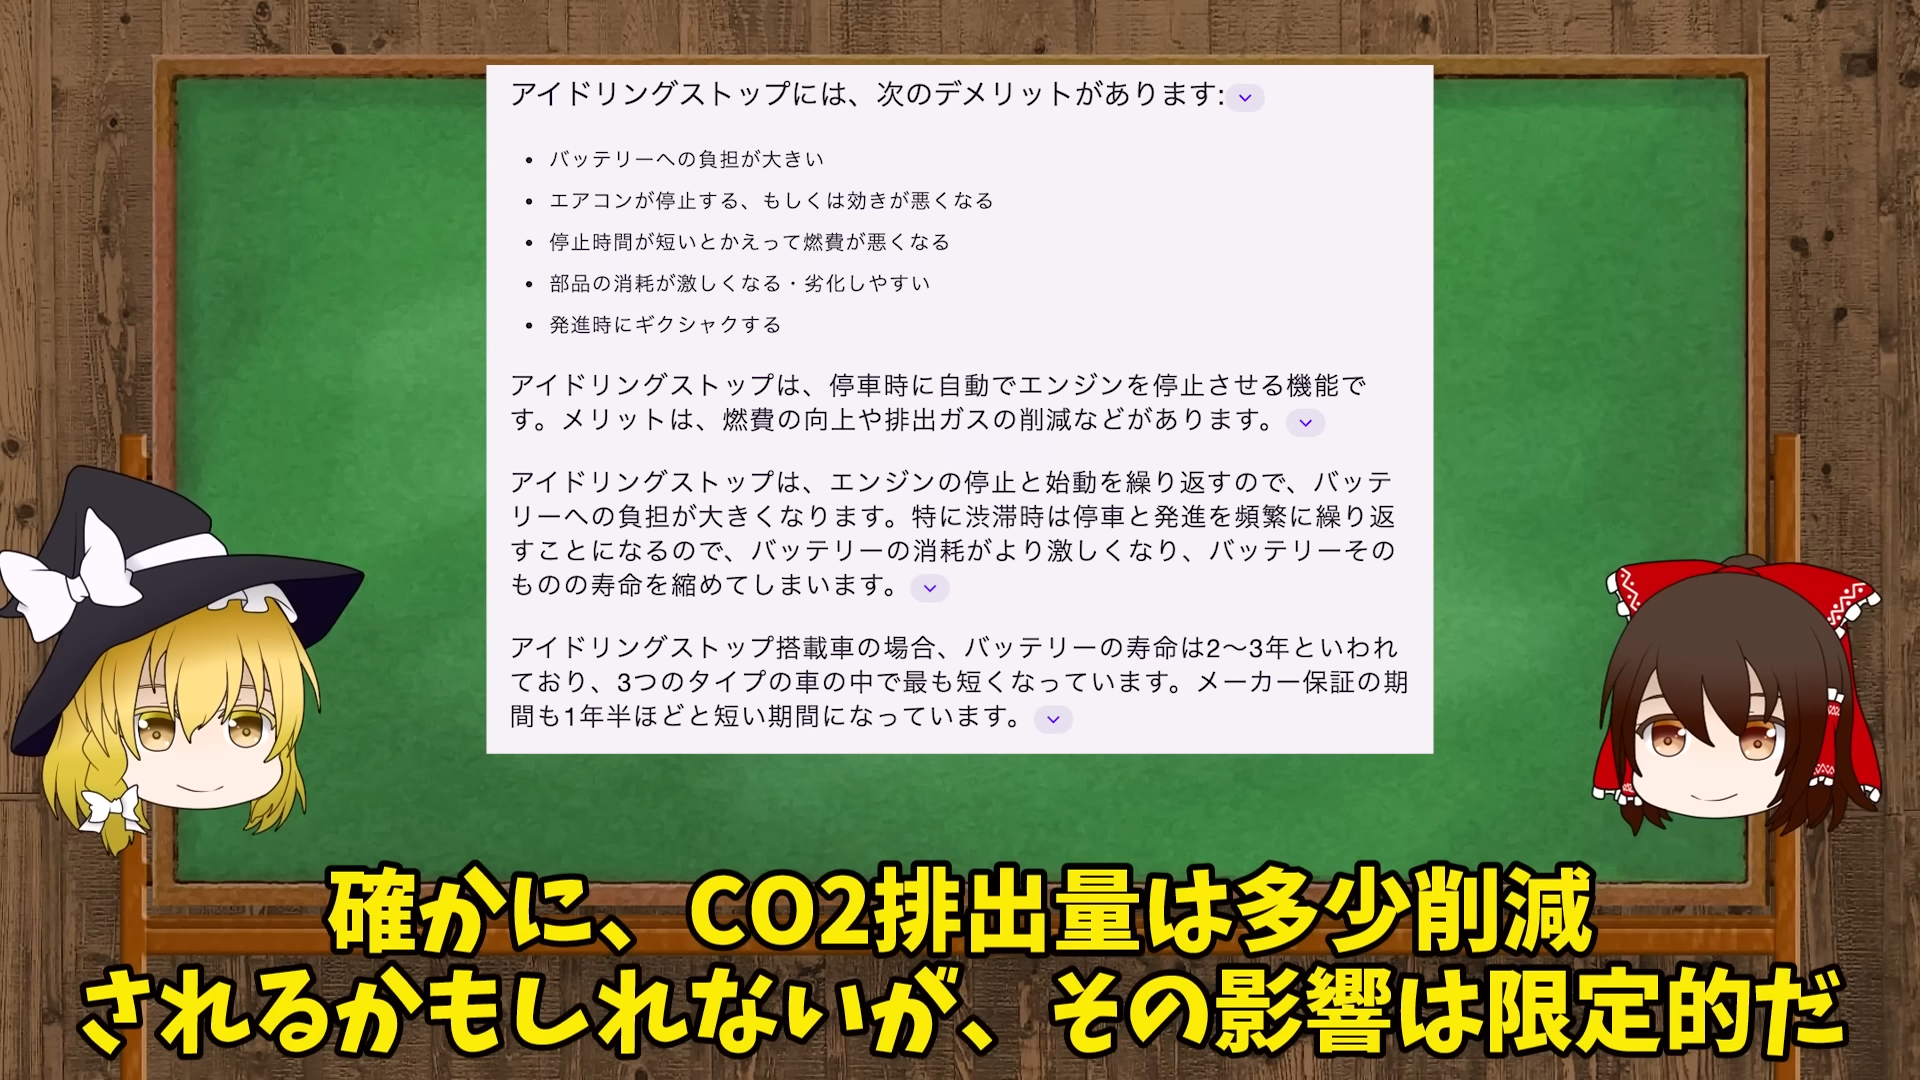 アイドリングストップには、次のデメリットがあります:
• バッテリーへの負担が大きい
• エアコンが停止する、もしくは効きが悪くなる
• 停止時間が短いとかえって燃費が悪くなる
• 部品の消耗が激しくなる・劣化しやすい
• 発進時にギクシャクする
アイドリングストップは、停車時に自動でエンジンを停止させる機能で
す。メリットは、燃費の向上や排出ガスの削減などがあります。
アイドリングストップは、エンジンの停止と始動を繰り返すので、バッテ
リーへの負担が大きくなります。特に渋滞時は停車と発進を頻繁に繰り返
すことになるので、バッテリーの消耗がより激しくなり、バッテリーその
ものの寿命を縮めてしまいます。
アイドリングストップ搭載車の場合、バッテリーの寿命は2〜3年といわれ
ており、3つのタイプの車の中で最も短くなっています。メーカー保証の期
間も1年半ほどと短い期間になっています。
確かに、CO2排出量は多少削減
されるかもしれないが、その影響は限定的だ